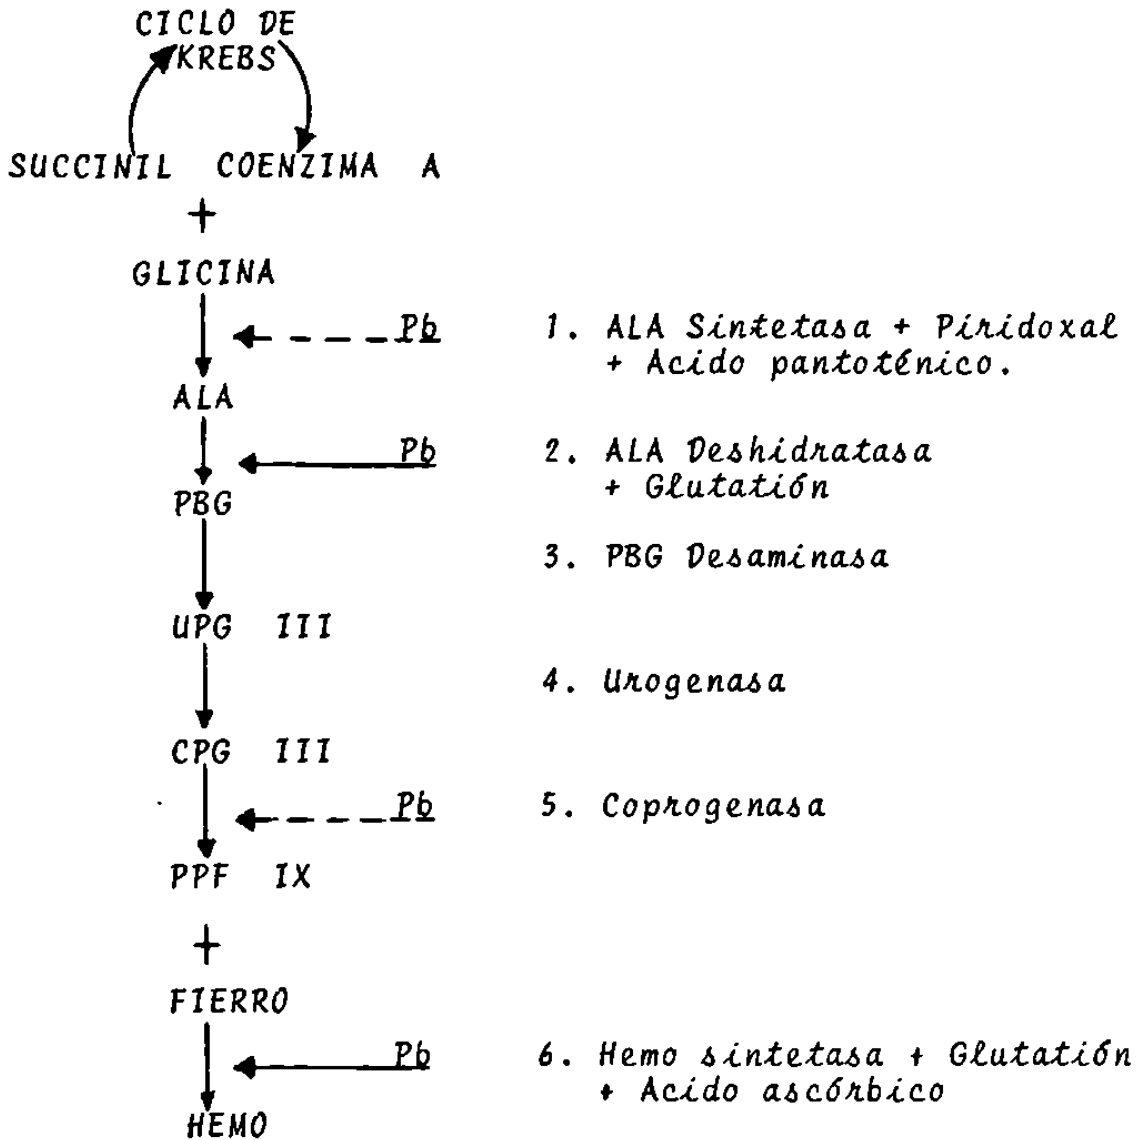 CICLO DE
KREBS
SUCCINIL COENZIMA A
+
GLICINA
Pb
1. ALA Sintetasa + Piridoxal
+ Acido pantoténico.
ALA
Pb
2. ALA Deshidratasa
+ Glutatión
PBG
3. PBG Desaminasa
UPG III
4. Urogenasa
CPG III
Pb
5. Coprogenasa
PPF IX
+
FIERRO
Pb
6. Hemo sintetasa + Glutatión
+ Acido ascórbico
HEMO